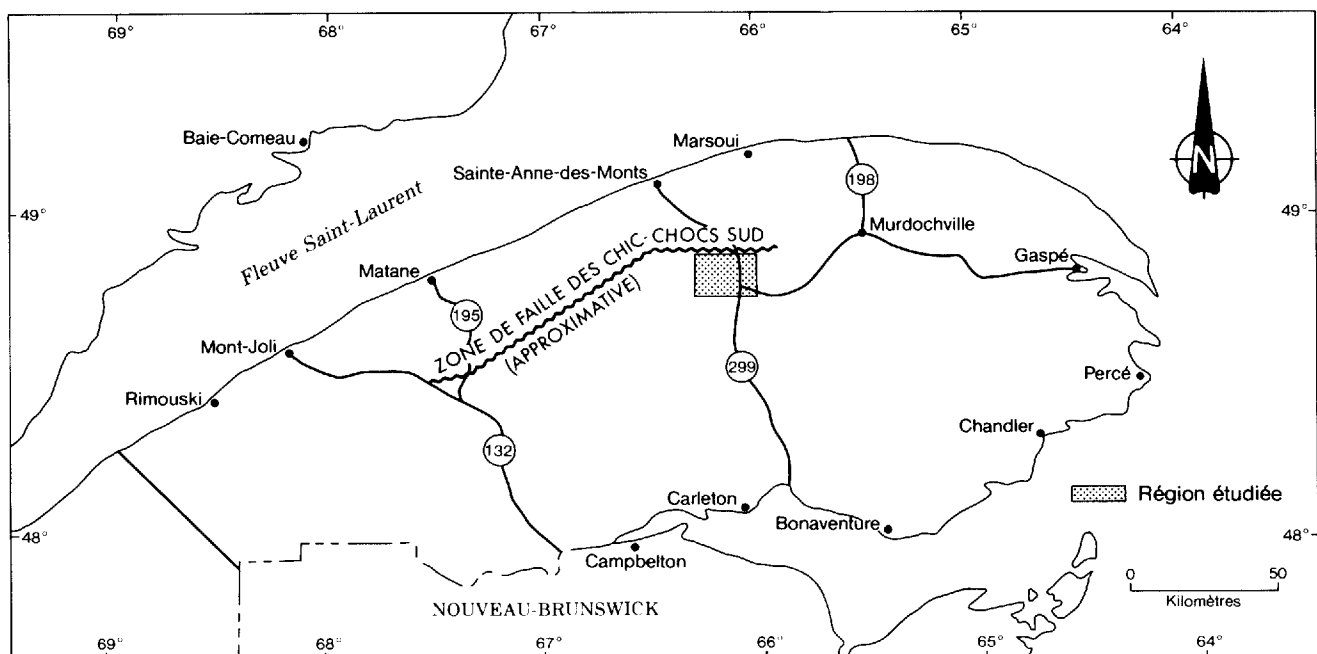 69° 68° 67° 66° 65° 64°
Baie-Comeau
Marsoui
N
Sainte-Anne-des-Monts
198
49°
49°
Fleuve Saint-Laurent
Murdochville
ZONE DE FAILLE DES CHIC-CHOCS SUD
(APPROXIMATIVE)
Gaspé
Matane
195
Mont-Joli
299
Percé
Rimouski
Chandler
132
Région étudiée
Carleton
Bonaventure
48°
48°
Campbelton
0 50
Kilomètres
NOUVEAU-BRUNSWICK
69° 68° 67° 66° 65° 64°